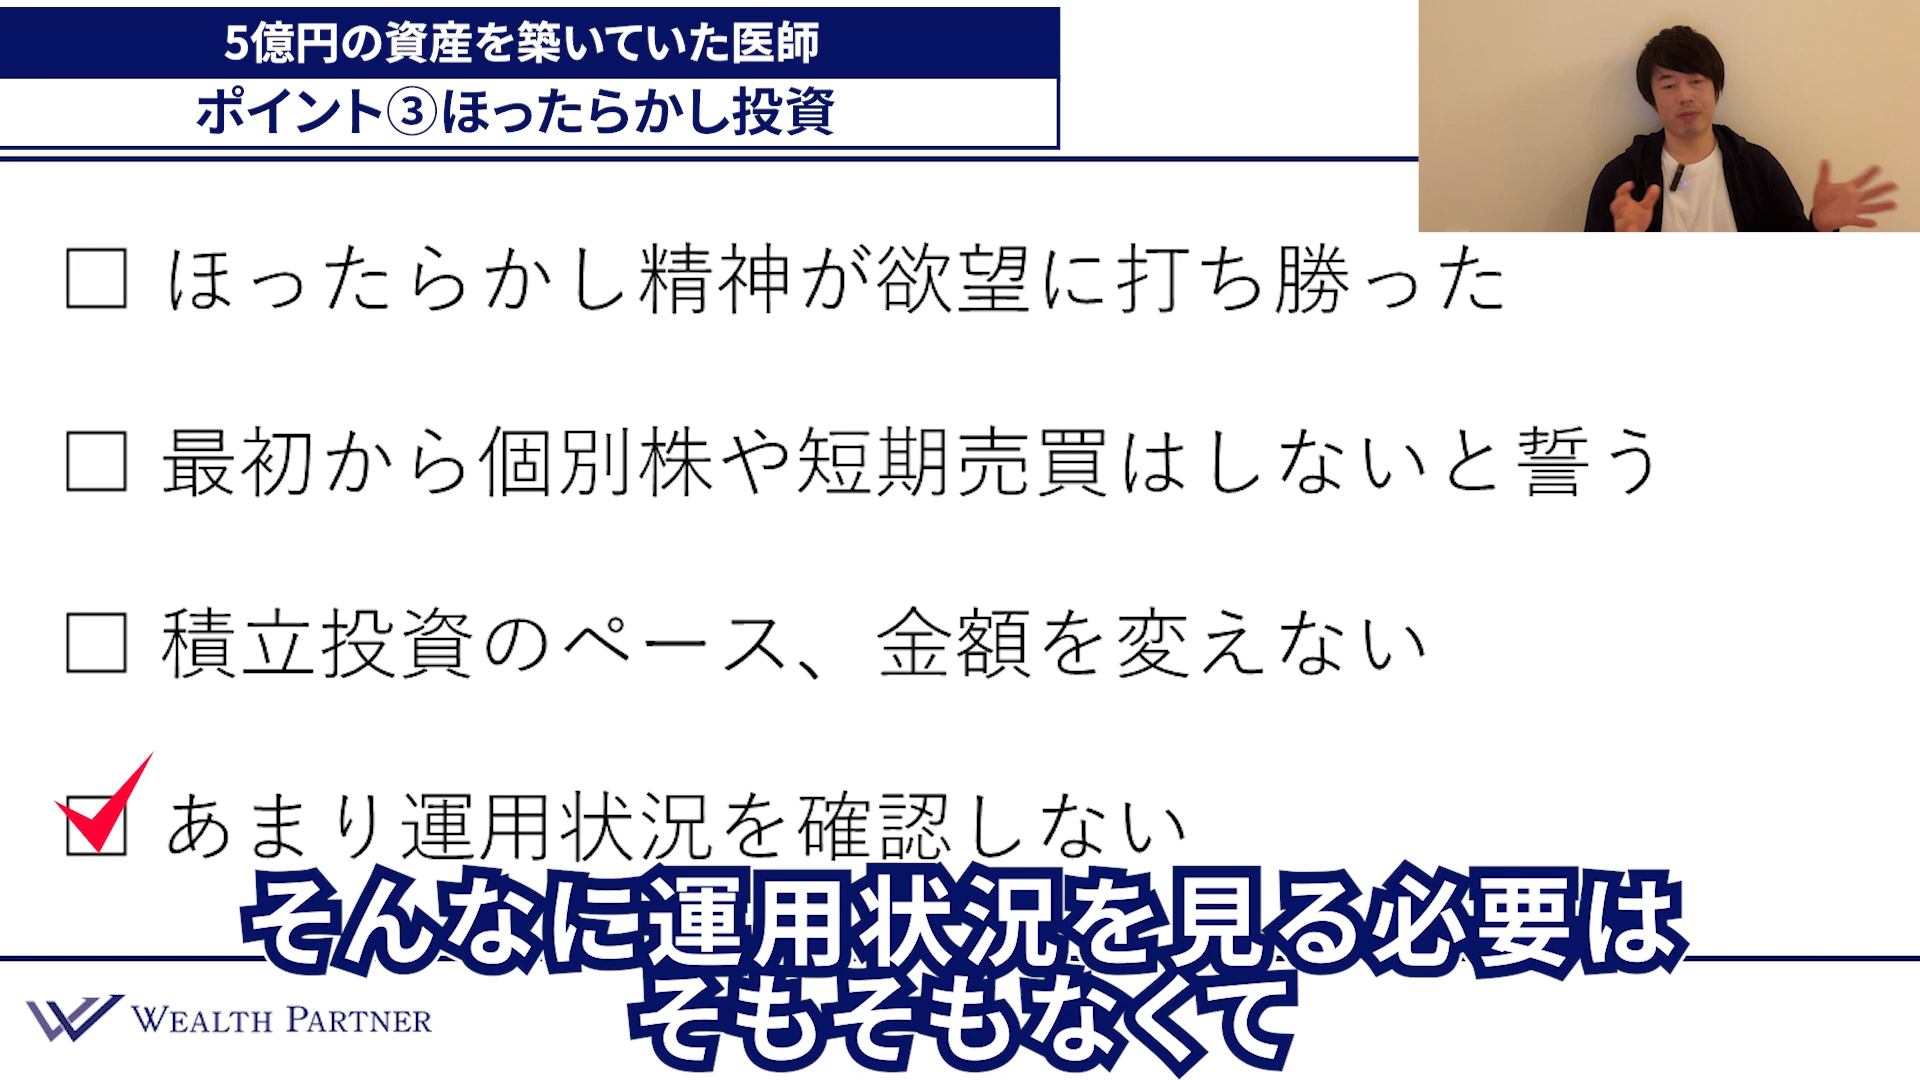 5億円の資産を築いていた医師
ポイント③ほったらかし投資
□ ほったらかし精神が欲望に打ち勝った
□ 最初から個別株や短期売買はしないと誓う
□ 積立投資のペース、金額を変えない
☑ あまり運用状況を確認しない
そんなに運用状況を見る必要は
そもそもなくて
WEALTH PARTNER